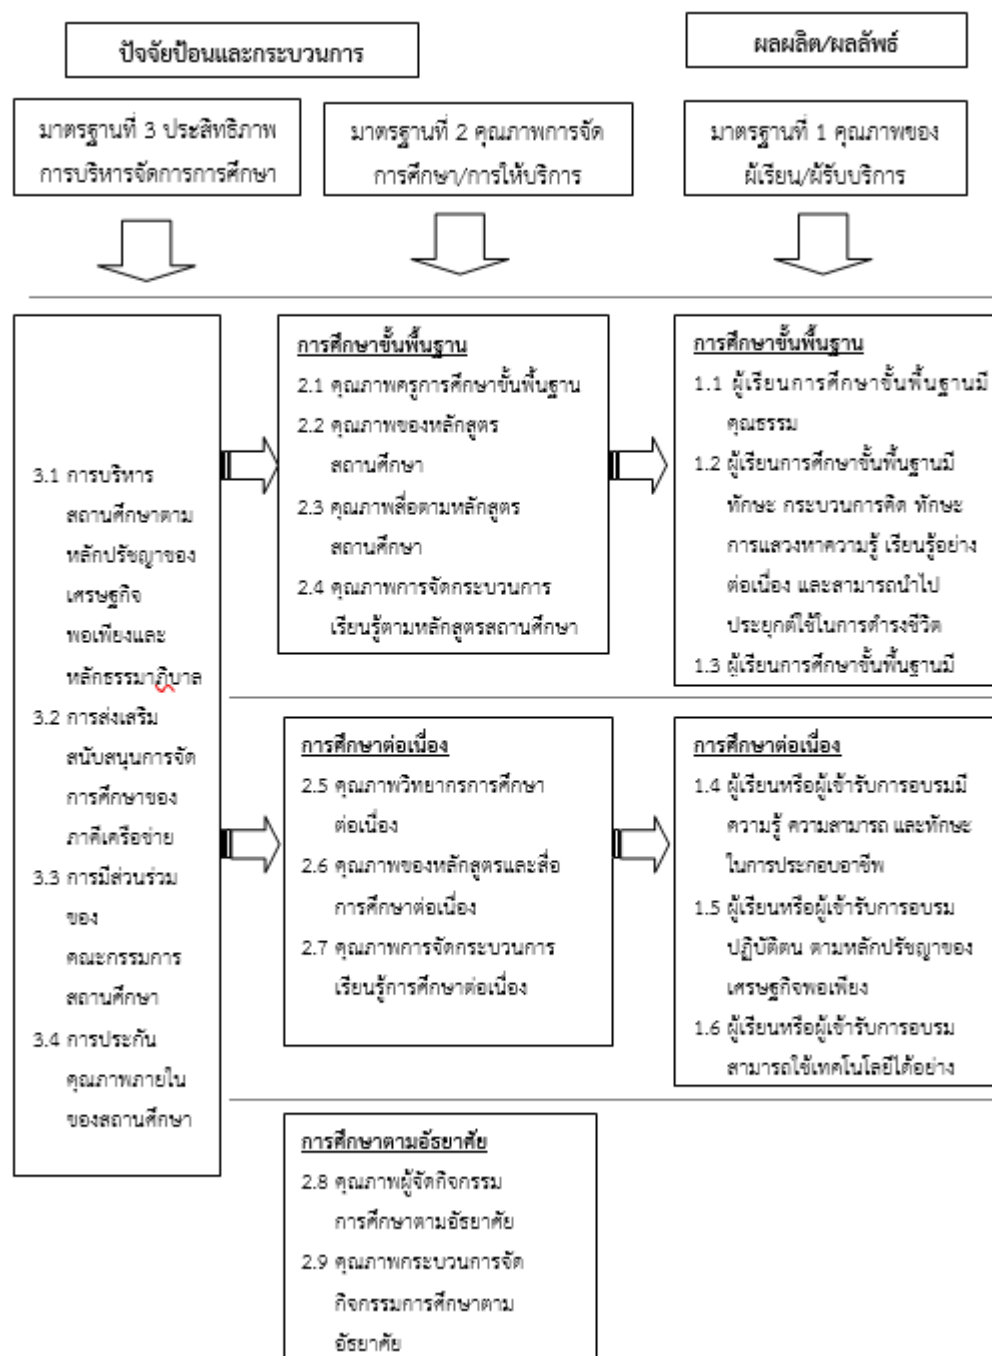 ปัจจัยป้อนและกระบวนการ
ผลผลิต/ผลลัพธ์
มาตรฐานที่ 3 ประสิทธิภาพ
การบริหารจัดการการศึกษา
มาตรฐานที่ 2 คุณภาพการจัด
การศึกษา/การให้บริการ
มาตรฐานที่ 1 คุณภาพของ
ผู้เรียน/ผู้รับบริการ
3.1 การบริหาร
สถานศึกษาตาม
หลักปรัชญาของ
เศรษฐกิจ
พอเพียงและ
หลักธรรมาภิบาล
3.2 การส่งเสริม
สนับสนุนการจัด
การศึกษาของ
ภาคีเครือข่าย
3.3 การมีส่วนร่วม
ของ
คณะกรรมการ
สถานศึกษา
3.4 การประกัน
คุณภาพภายใน
ของสถานศึกษา
การศึกษาขั้นพื้นฐาน
2.1 คุณภาพครูการศึกษาขั้นพื้นฐาน
2.2 คุณภาพของหลักสูตร
สถานศึกษา
2.3 คุณภาพสื่อตามหลักสูตร
สถานศึกษา
2.4 คุณภาพการจัดกระบวนการ
เรียนรู้ตามหลักสูตรสถานศึกษา
การศึกษาขั้นพื้นฐาน
1.1 ผู้เรียนการศึกษาขั้นพื้นฐานมี
คุณธรรม
1.2 ผู้เรียนการศึกษาขั้นพื้นฐานมี
ทักษะ กระบวนการคิด ทักษะ
การแสวงหาความรู้ เรียนรู้อย่าง
ต่อเนื่อง และสามารถนำไป
ประยุกต์ใช้ในการดำรงชีวิต
1.3 ผู้เรียนการศึกษาขั้นพื้นฐานมี
การศึกษาต่อเนื่อง
2.5 คุณภาพวิทยากรการศึกษา
ต่อเนื่อง
2.6 คุณภาพของหลักสูตรและสื่อ
การศึกษาต่อเนื่อง
2.7 คุณภาพการจัดกระบวนการ
เรียนรู้การศึกษาต่อเนื่อง
การศึกษาต่อเนื่อง
1.4 ผู้เรียนหรือผู้เข้ารับการอบรมมี
ความรู้ ความสามารถ และทักษะ
ในการประกอบอาชีพ
1.5 ผู้เรียนหรือผู้เข้ารับการอบรม
ปฏิบัติตน ตามหลักปรัชญาของ
เศรษฐกิจพอเพียง
1.6 ผู้เรียนหรือผู้เข้ารับการอบรม
สามารถใช้เทคโนโลยีได้อย่าง
การศึกษาตามอัธยาศัย
2.8 คุณภาพผู้จัดกิจกรรม
การศึกษาตามอัธยาศัย
2.9 คุณภาพกระบวนการจัด
กิจกรรมการศึกษาตาม
อัธยาศัย